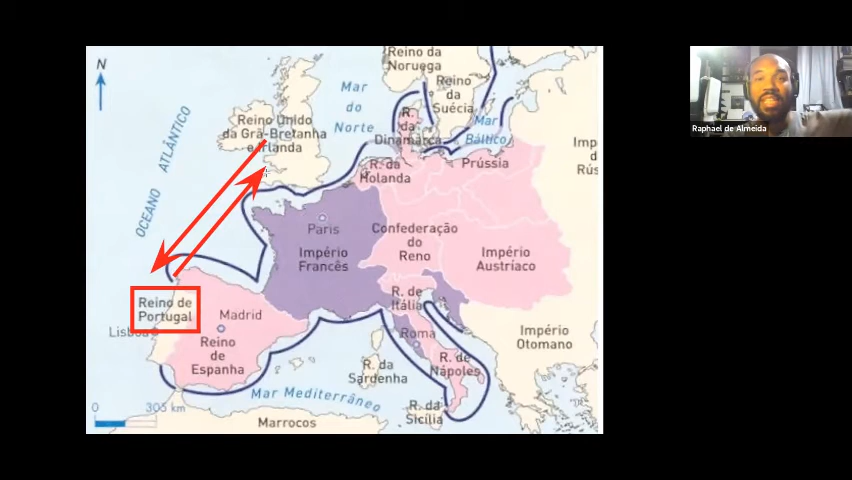 N
OCEANO ATLÂNTICO
Mar
do
Norte
Reino da
Noruega
Reino
da
Suécia
Mar
Báltico
R.
da
Dinamarca
Reino Unido
da Grã-Bretanha
e Irlanda
R. da
Holanda
Prússia
Imp
d
Rús
Paris
Império
Francês
Confederação
do
Reno
Império
Austríaco
Reino de
Portugal
Lisboa
Madrid
Reino
de
Espanha
R. de
Itália
Roma
R. de
Nápoles
Império
Otomano
R. da
Sardenha
Mar Mediterrâneo
R. da
Sicília
Marrocos
0 305 km
Raphael de Almeida